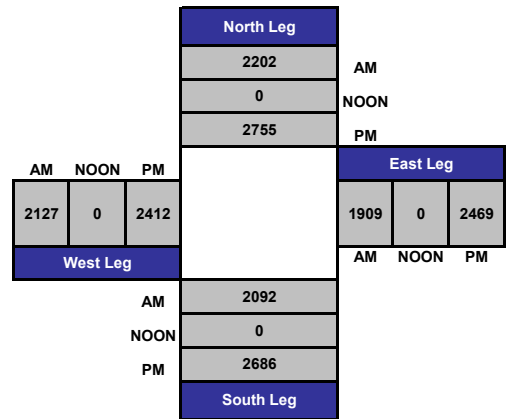 North Leg
2202
AM
0
NOON
2755
PM
AM NOON PM
East Leg
2127 0 2412
1909 0 2469
West Leg
AM NOON PM
AM
2092
NOON
0
PM
2686
South Leg